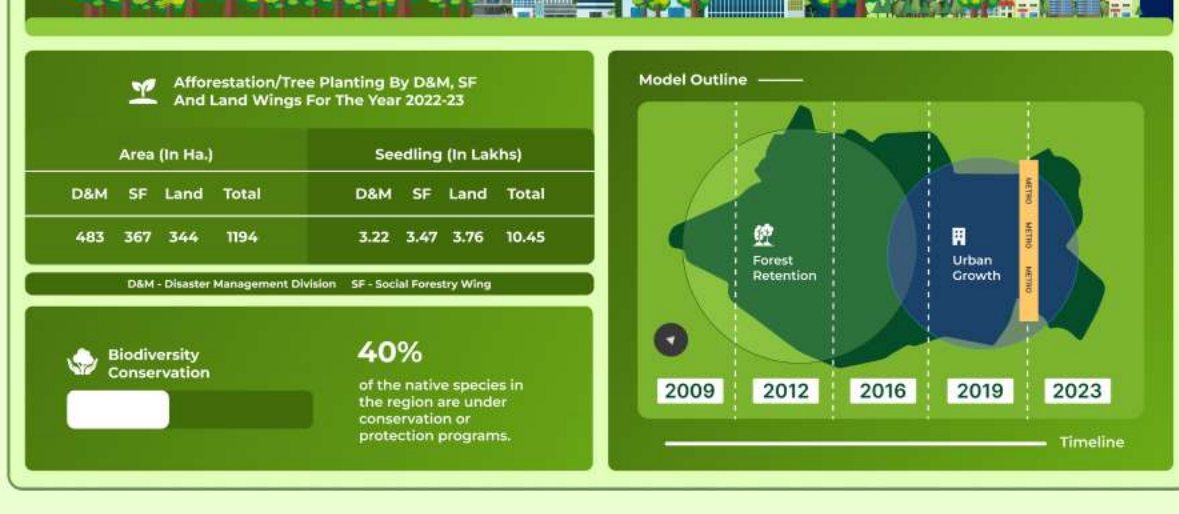 Afforestation/Tree Planting By D&M, SF
And Land Wings For The Year 2022-23
Area (In Ha.) Seedling (In Lakhs)
D&M SF Land Total D&M SF Land Total
483 367 344 1194 3.22 3.47 3.76 10.45
D&M - Disaster Management Division SF - Social Forestry Wing
Biodiversity
Conservation
40%
of the native species in
the region are under
conservation or
protection programs.
Model Outline
Forest
Retention
Urban
Growth
METRO
METRO
METRO
2009 2012 2016 2019 2023
Timeline